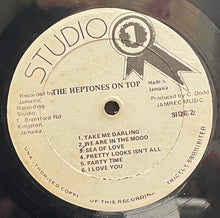 STUDIO 1
THE HEPTONES ON TOP
Recorded by
Jamaica
Recording
Studio,
Brentford Rd
Kingston,
Jamaica
Made in
Jamaica
Produced by C. Dodd
JAMREC MUSIC
SIDE 2
1. TAKE ME DARLING
2. WE ARE IN THE MOOD
3. SEA OF LOVE
4. PRETTY LOOKS ISN'T ALL
5. PARTY TIME
6. I LOVE YOU
OF THIS RECORDING
STRICTLY PROHIBITED